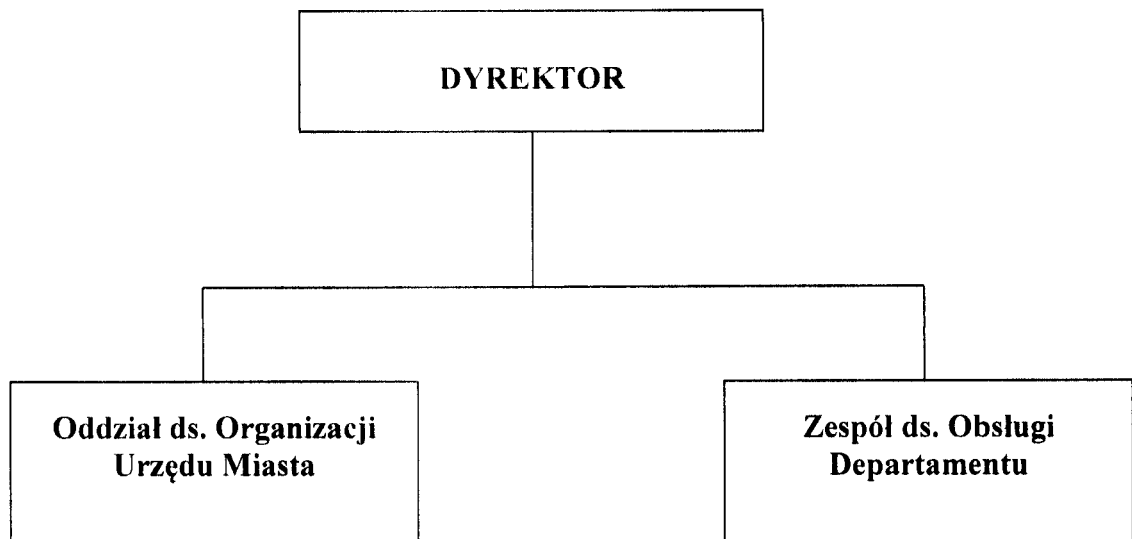 DYREKTOR
Oddział ds. Organizacji
Urzędu Miasta
Zespół ds. Obsługi
Departamentu